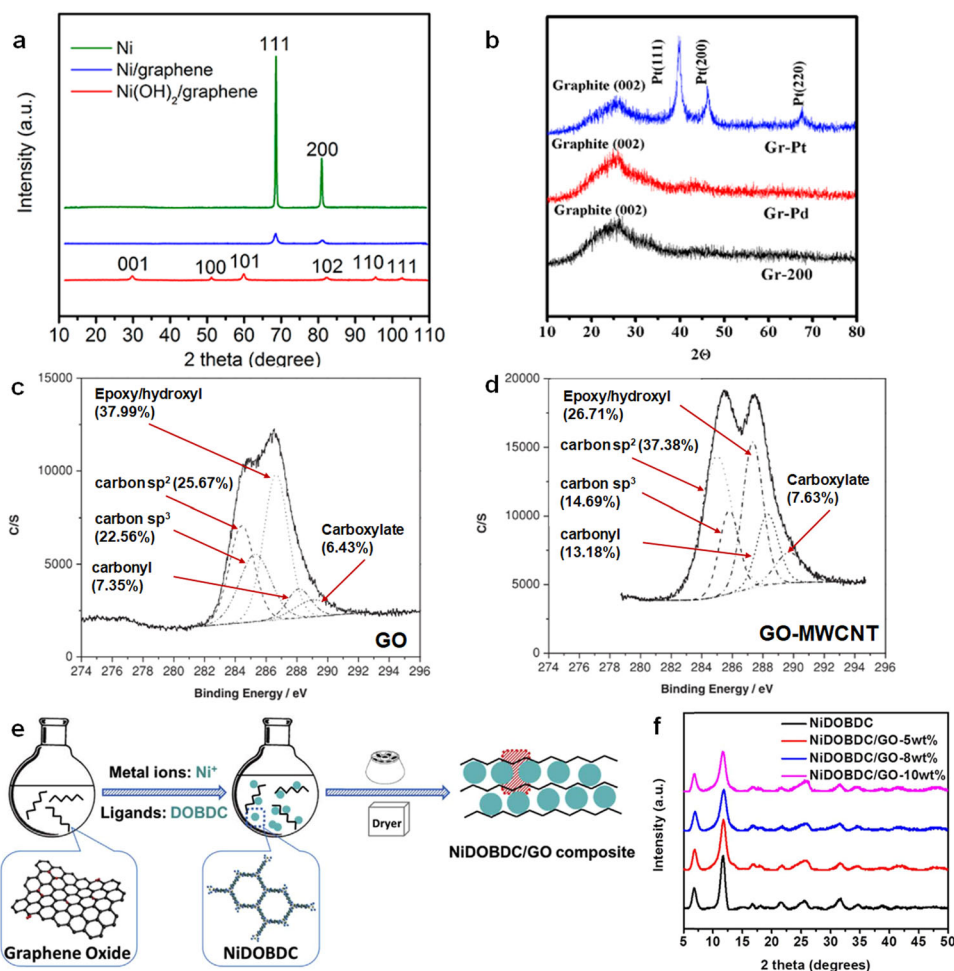 a
Ni
Ni/graphene
Ni(OH)2/graphene
111
200
001
100
101
102
110
111
Intensity (a.u.)
10 20 30 40 50 60 70 80 90 100 110
2 theta (degree)
b
Graphite (002)
Pt(111)
Pt(200)
Pt(220)
Gr-Pt
Graphite (002)
Gr-Pd
Graphite (002)
Gr-200
Intensity (a.u.)
10 20 30 40 50 60 70 80
2Θ
c
15000
10000
5000
0
C/S
Epoxy/hydroxyl
(37.99%)
carbon sp2 (25.67%)
carbon sp3
(22.56%)
carbonyl
(7.35%)
Carboxylate
(6.43%)
GO
274 276 278 280 282 284 286 288 290 292 294 296
Binding Energy / eV
d
20000
15000
10000
5000
0
C/S
Epoxy/hydroxyl
(26.71%)
carbon sp2 (37.38%)
carbon sp3
(14.69%)
carbonyl
(13.18%)
Carboxylate
(7.63%)
GO-MWCNT
274 276 278 280 282 284 286 288 290 292 294 296
Binding Energy / eV
e
Metal ions: Ni+
Ligands: DOBDC
Dryer
NiDOBDC/GO composite
Graphene Oxide
NiDOBDC
f
NiDOBDC
NiDOBDC/GO-5wt%
NiDOBDC/GO-8wt%
NiDOBDC/GO-10wt%
Intensity (a.u.)
5 10 15 20 25 30 35 40 45 50
2 theta (degrees)